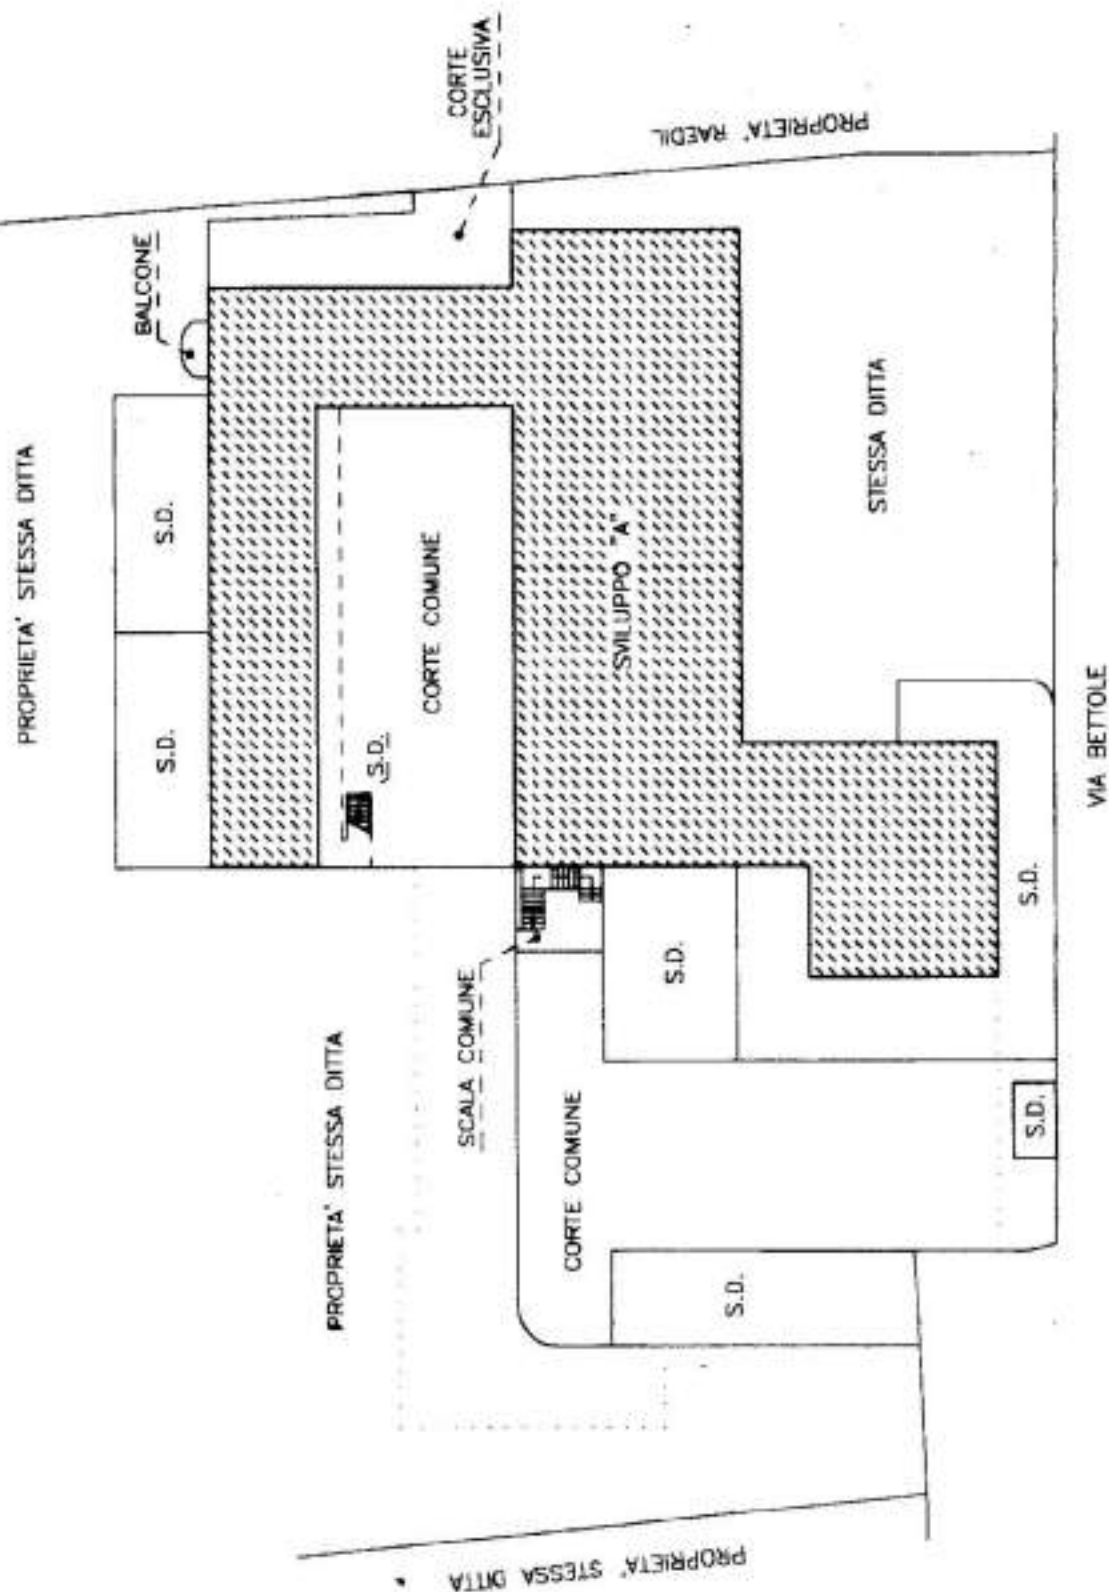 CORTE
ESCLUSIVA
PROPRIETA' RAEDIL
BALCONE
PROPRIETA' STESSA DITTA
S.D.
S.D.
CORTE COMUNE
S.D.
SVILUPPO "A"
STESSA DITTA
VIA BETTOLE
S.D.
SCALA COMUNE
S.D.
PROPRIETA' STESSA DITTA
CORTE COMUNE
S.D.
S.D.
PROPRIETA' STESSA DITTA